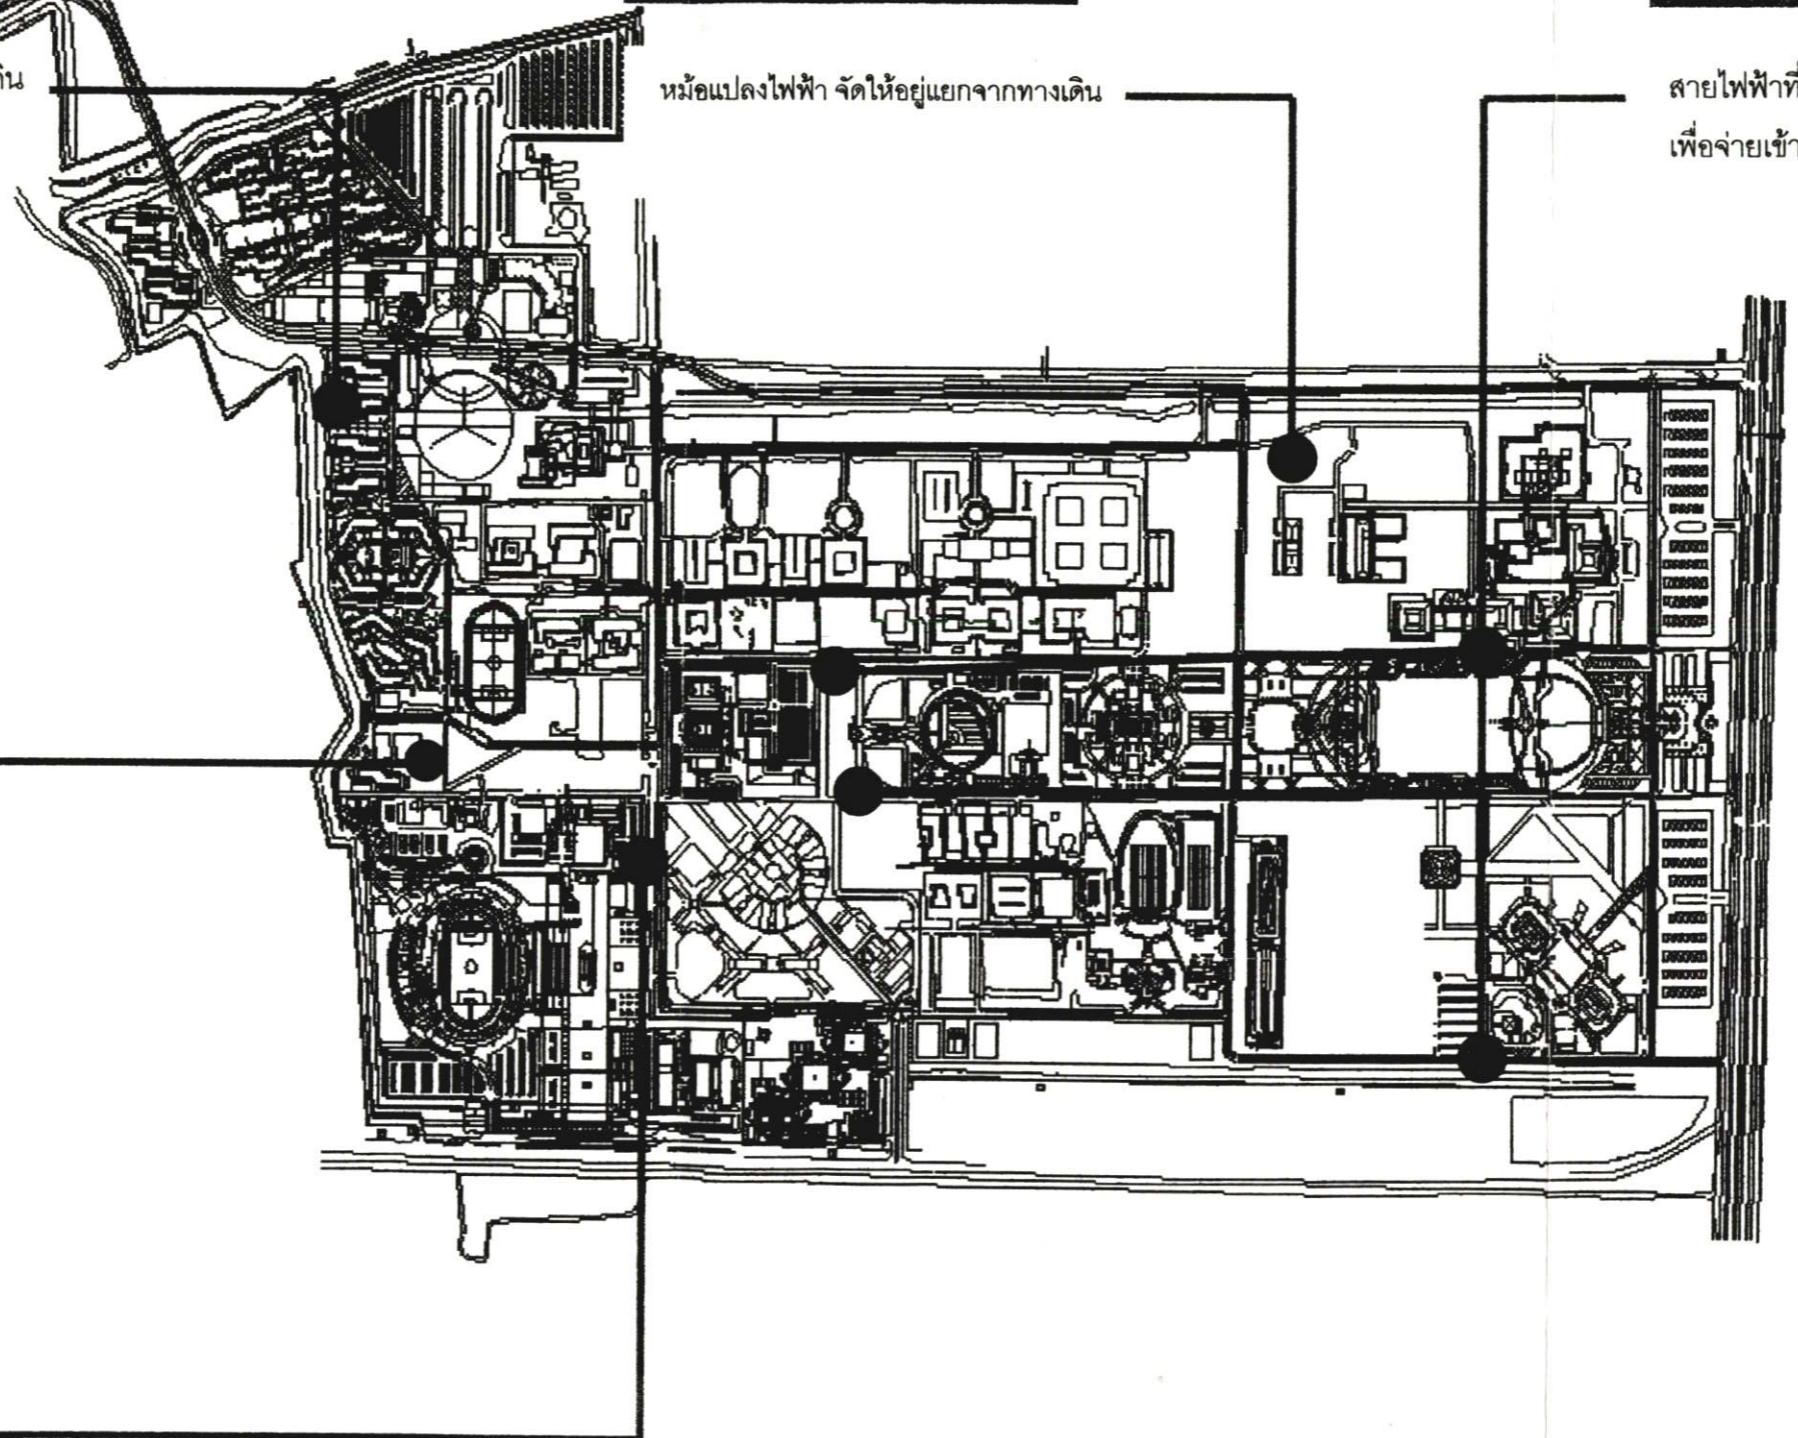 หม้อแปลงไฟฟ้า จัดให้อยู่แยกจากทางเดิน
สายไฟฟ้าที่
เพื่อจ่ายเข้า